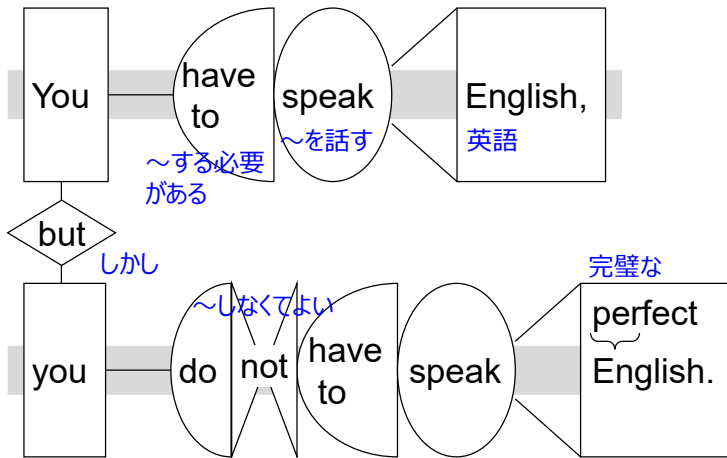 You have to speak English,
～する必要がある ～を話す 英語
but
しかし
完璧な
～しなくてよい
you do not have to speak perfect English.